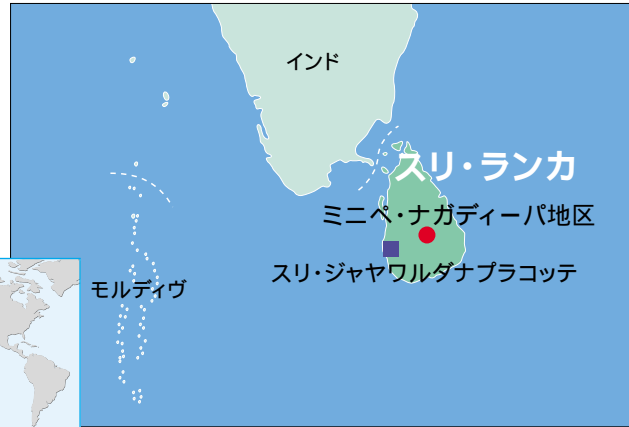 インド
スリ・ランカ
ミニペ・ナガディーパ地区
スリ・ジャヤワルダナプラコッテ
モルディヴ